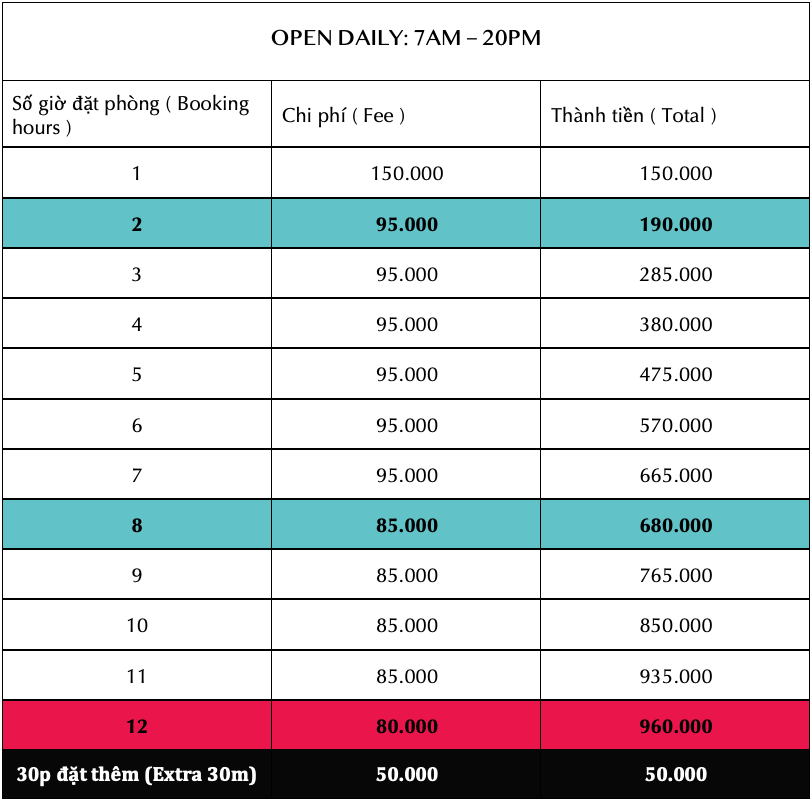 OPEN DAILY: 7AM – 20PM
Số giờ đặt phòng ( Booking
hours )
Chi phí ( Fee )
Thành tiền ( Total )
1 150.000 150.000
2 95.000 190.000
3 95.000 285.000
4 95.000 380.000
5 95.000 475.000
6 95.000 570.000
7 95.000 665.000
8 85.000 680.000
9 85.000 765.000
10 85.000 850.000
11 85.000 935.000
12 80.000 960.000
30p đặt thêm (Extra 30m) 50.000 50.000